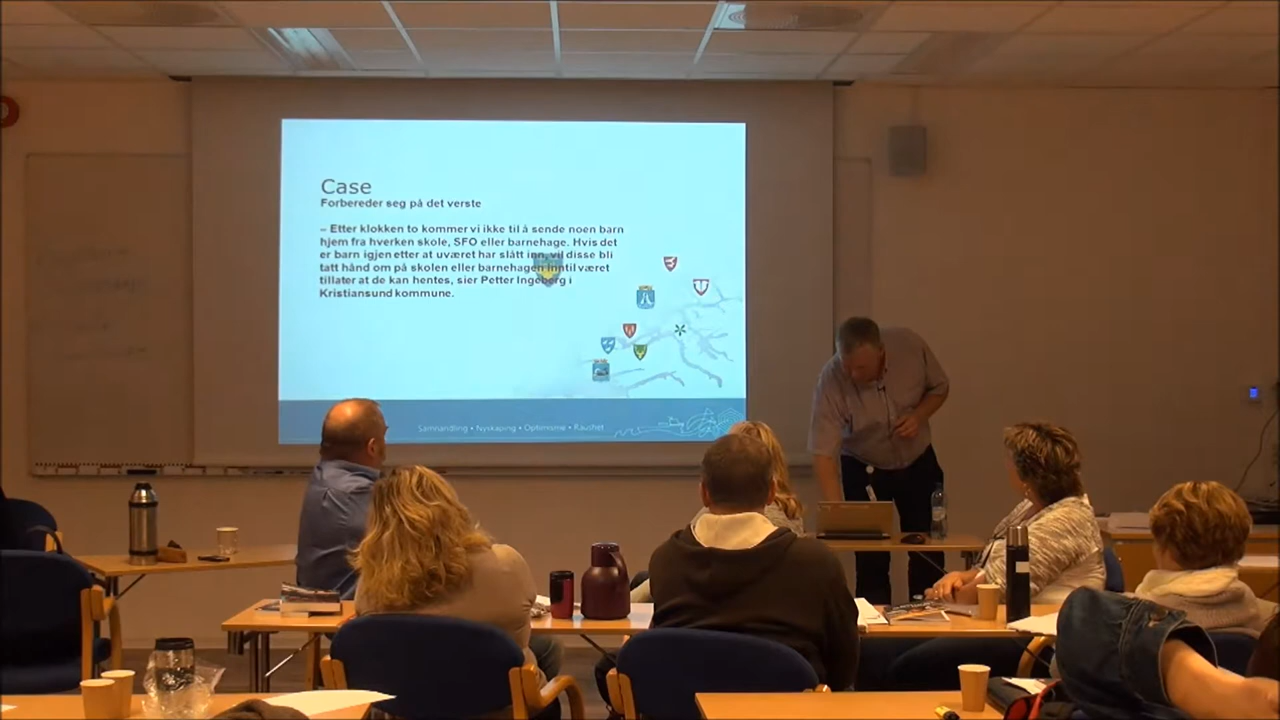 Case
Forbereder seg på det verste
– Etter klokken to kommer vi ikke til å sende noen barn
hjem fra hverken skole, SFO eller barnehage. Hvis det
er barn igjen etter at uværet har slått inn, vil disse bli
tatt hånd om på skolen eller barnehagen inntil været
tillater at de kan hentes, sier Petter Ingeberg i
Kristiansund kommune.
Samhandling • Nyskaping • Optimisme • Raushet